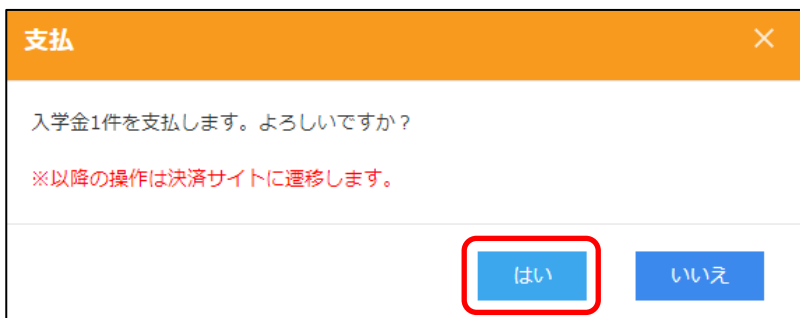 支払
入学金1件を支払します。よろしいですか？
※以降の操作は決済サイトに遷移します。
はい
いいえ